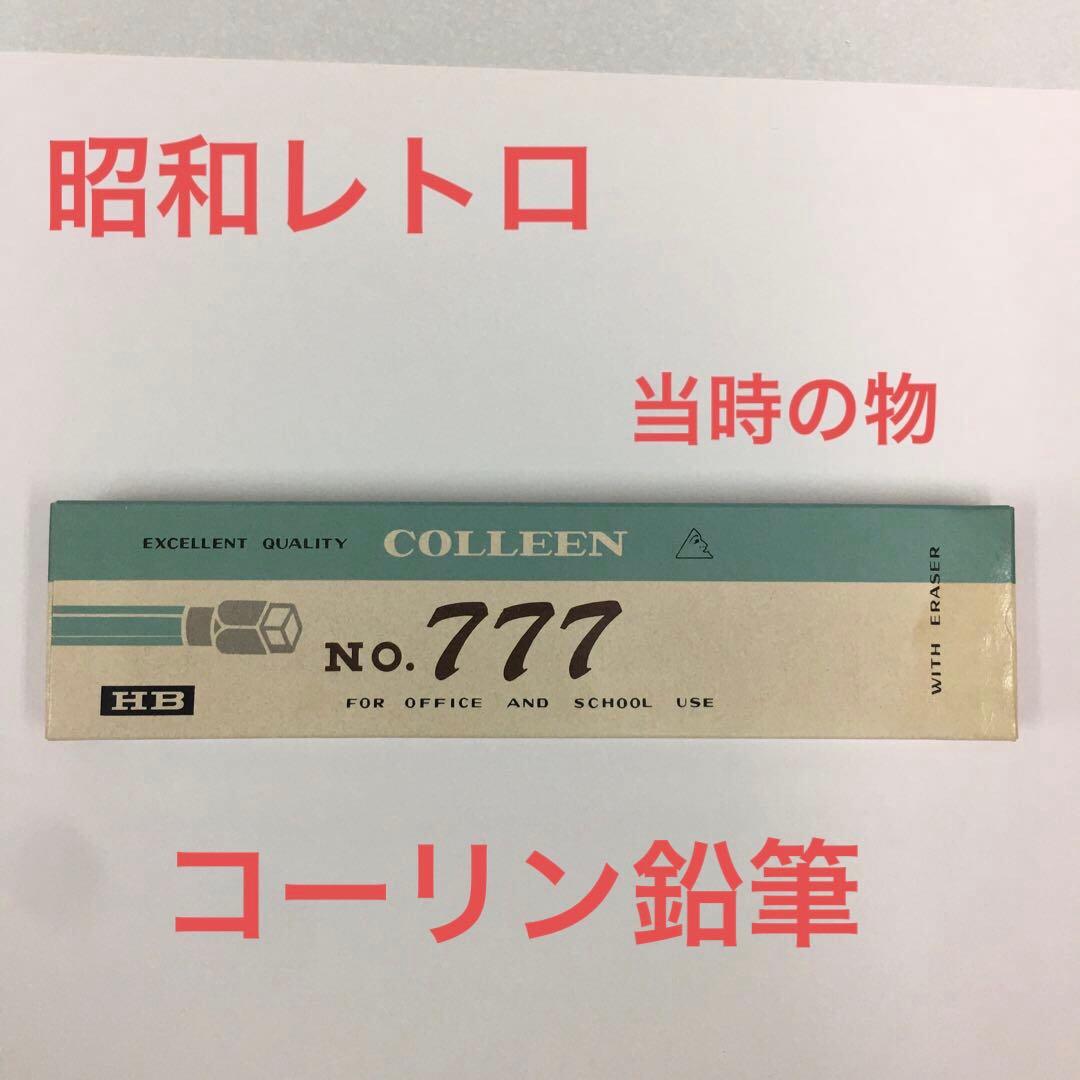 昭和レトロ
当時の物
EXCELLENT QUALITY COLLEEN
WITH ERASER
NO. 777
HB
FOR OFFICE AND SCHOOL USE
コーリン鉛筆